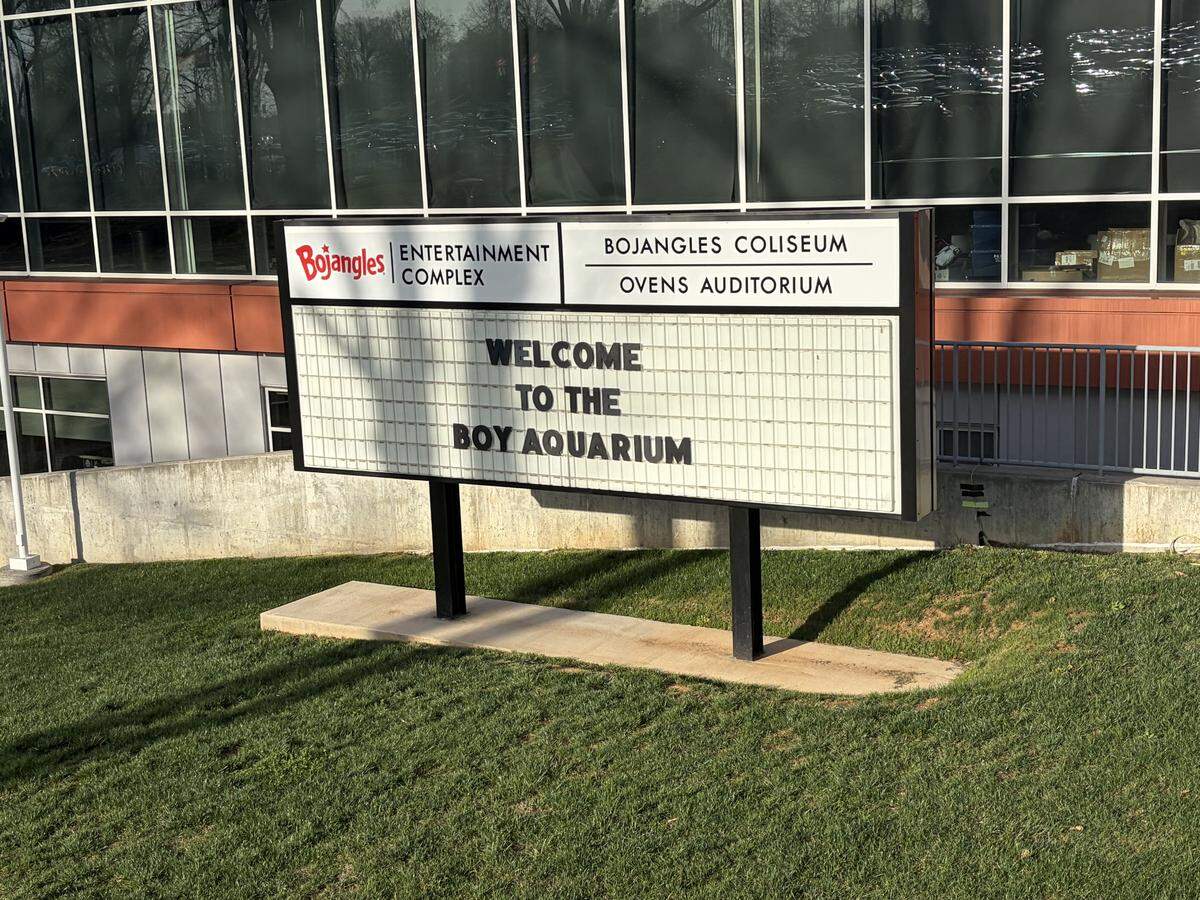 Bojangles
ENTERTAINMENT
COMPLEX
BOJANGLES COLISEUM
OVENS AUDITORIUM
WELCOME
TO THE
BOY AQUARIUM